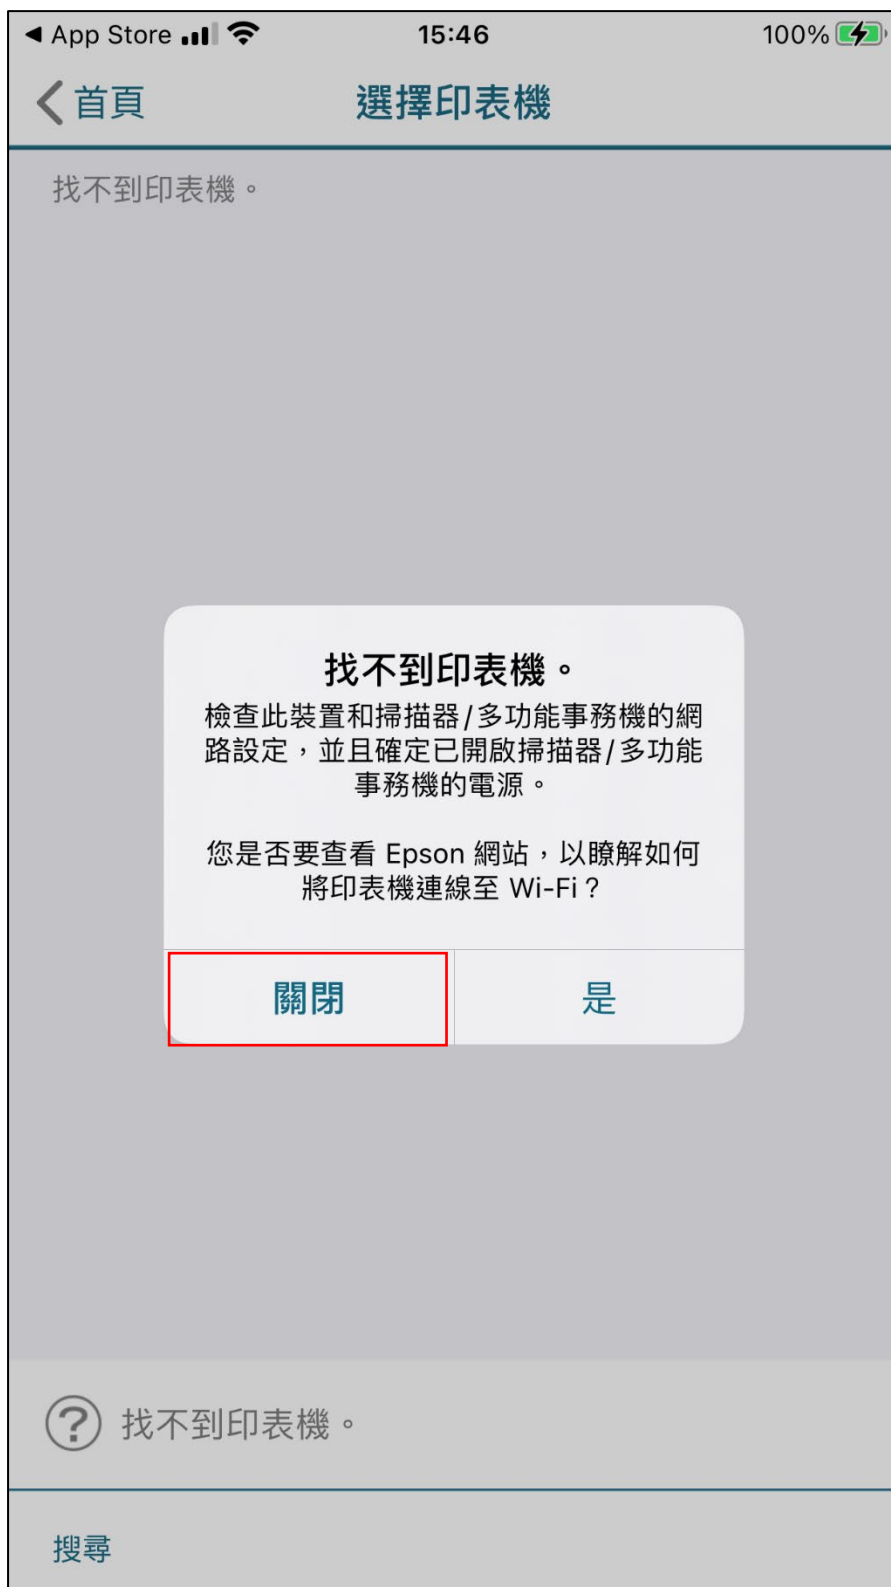 App Store 15:46 100%
首頁 選擇印表機
找不到印表機。
找不到印表機。
檢查此裝置和掃描器/多功能事務機的網
路設定，並且確定已開啟掃描器/多功能
事務機的電源。
您是否要查看 Epson 網站，以瞭解如何
將印表機連線至 Wi-Fi？
關閉 是
? 找不到印表機。
搜尋